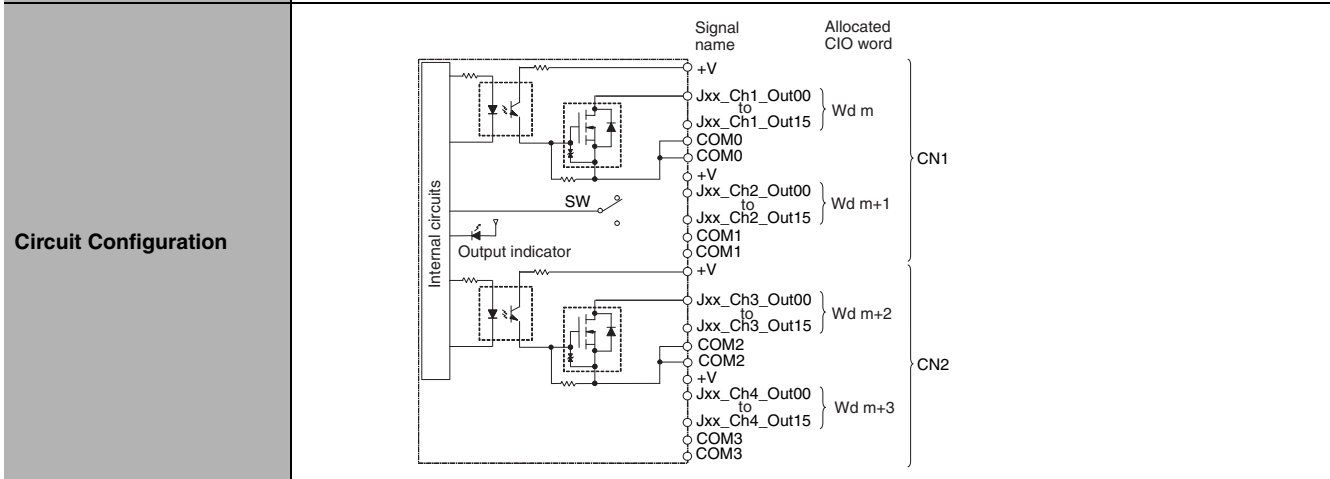 Circuit Configuration
Signal
name
Allocated
CIO word
Internal circuits
SW
Output indicator
+V
Jxx_Ch1_Out00
to
Jxx_Ch1_Out15
Wd m
COM0
COM0
+V
Jxx_Ch2_Out00
to
Jxx_Ch2_Out15
Wd m+1
COM1
COM1
CN1
+V
Jxx_Ch3_Out00
to
Jxx_Ch3_Out15
Wd m+2
COM2
COM2
+V
Jxx_Ch4_Out00
to
Jxx_Ch4_Out15
Wd m+3
COM3
COM3
CN2